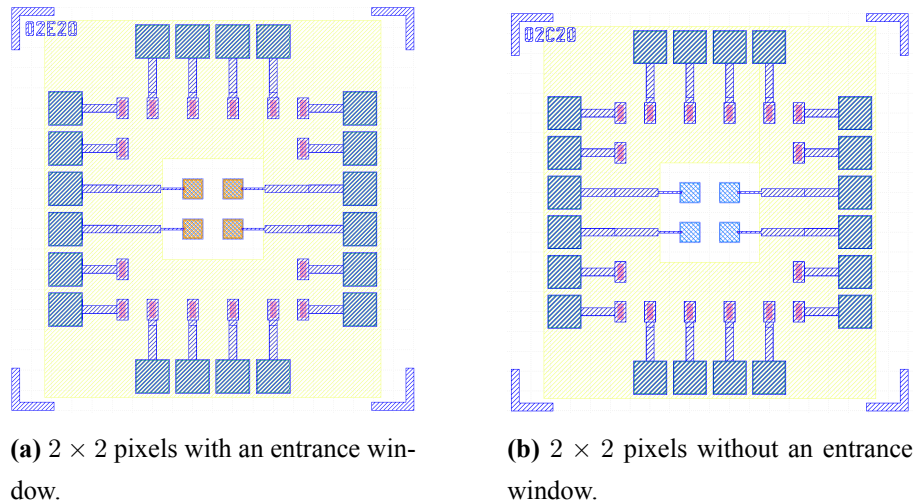 02E20
02C20
(a) 2 × 2 pixels with an entrance win-
dow.
(b) 2 × 2 pixels without an entrance
window.